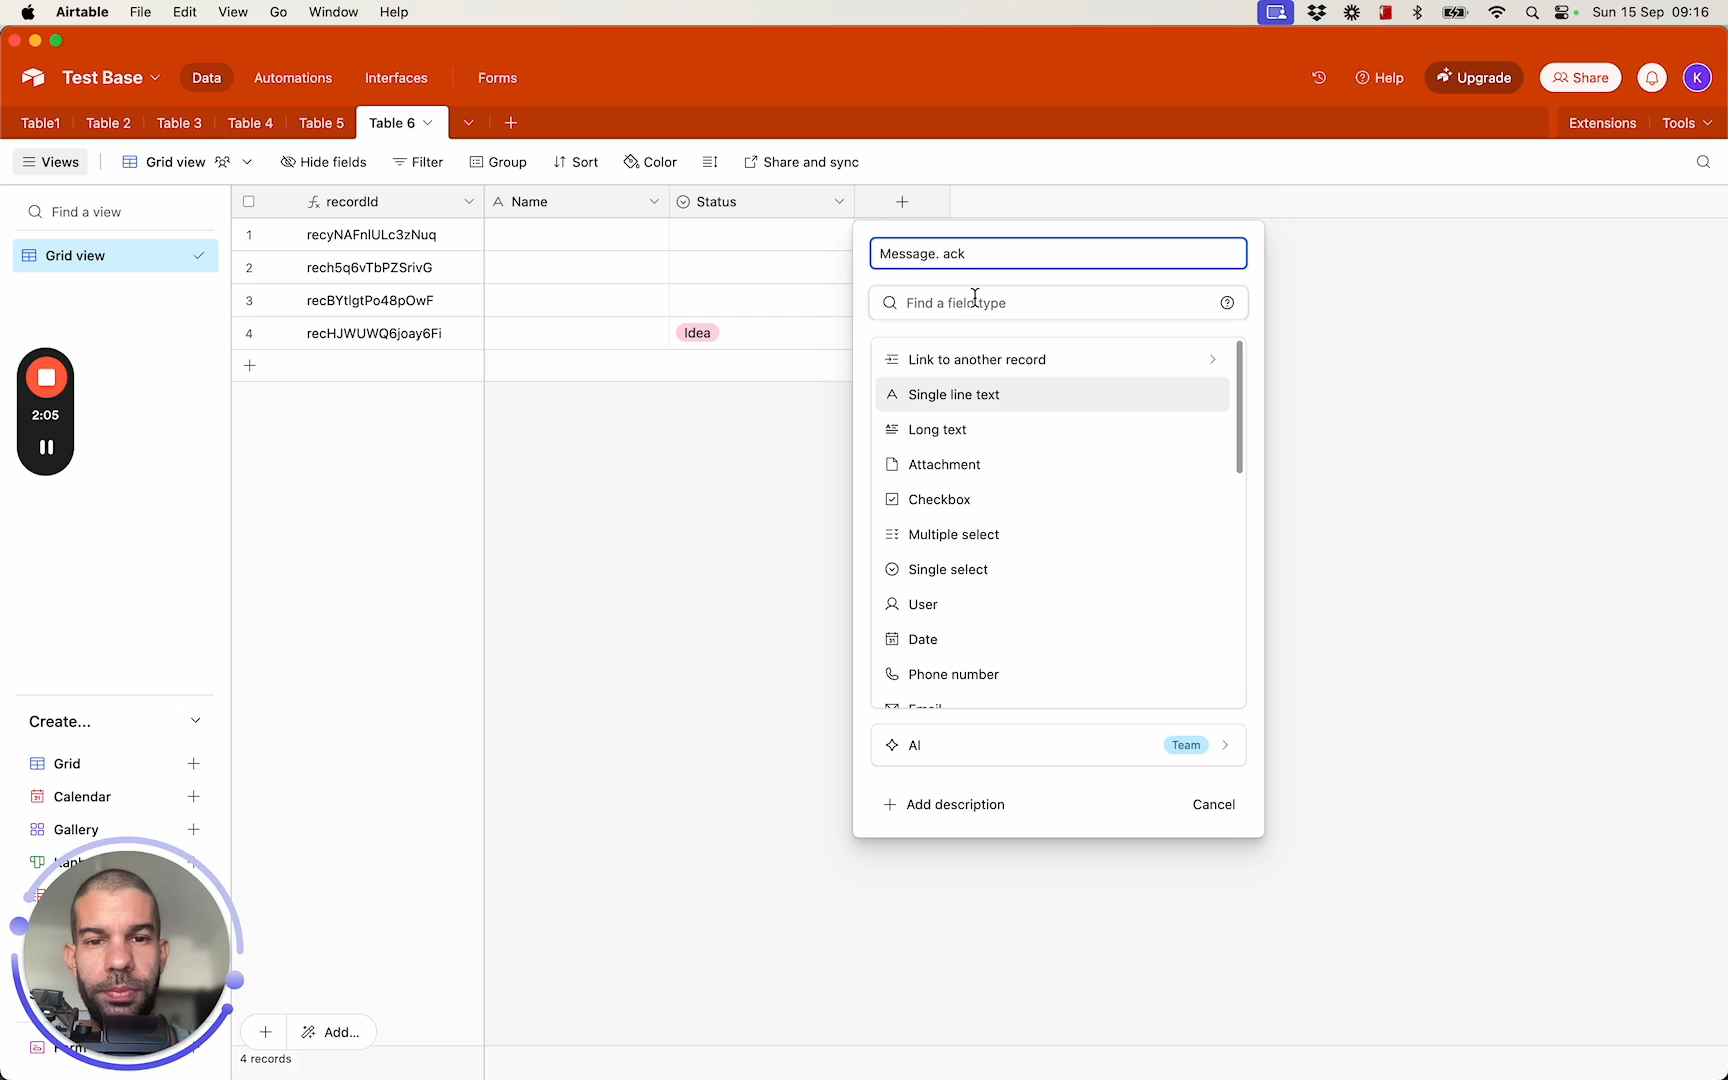 Airtable File Edit View Go Window Help Sun 15 Sep 09:16
Test Base Data Automations Interfaces Forms Help Upgrade Share K
Table1 Table 2 Table 3 Table 4 Table 5 Table 6 Extensions Tools
Views Grid view Hide fields Filter Group Sort Color Share and sync
Find a view
Grid view
recordId Name Status
1 recyNAFnlULc3zNuq
2 rech5q6vTbPZSrivG
3 recBYtlgtPo48pOwF
4 recHJWUWQ6joay6Fi Idea
Message. ack
Find a field type
Link to another record
Single line text
Long text
Attachment
Checkbox
Multiple select
Single select
User
Date
Phone number
Email
AI Team
Add description Cancel
2:05
Create...
Grid
Calendar
Gallery
Add...
4 records